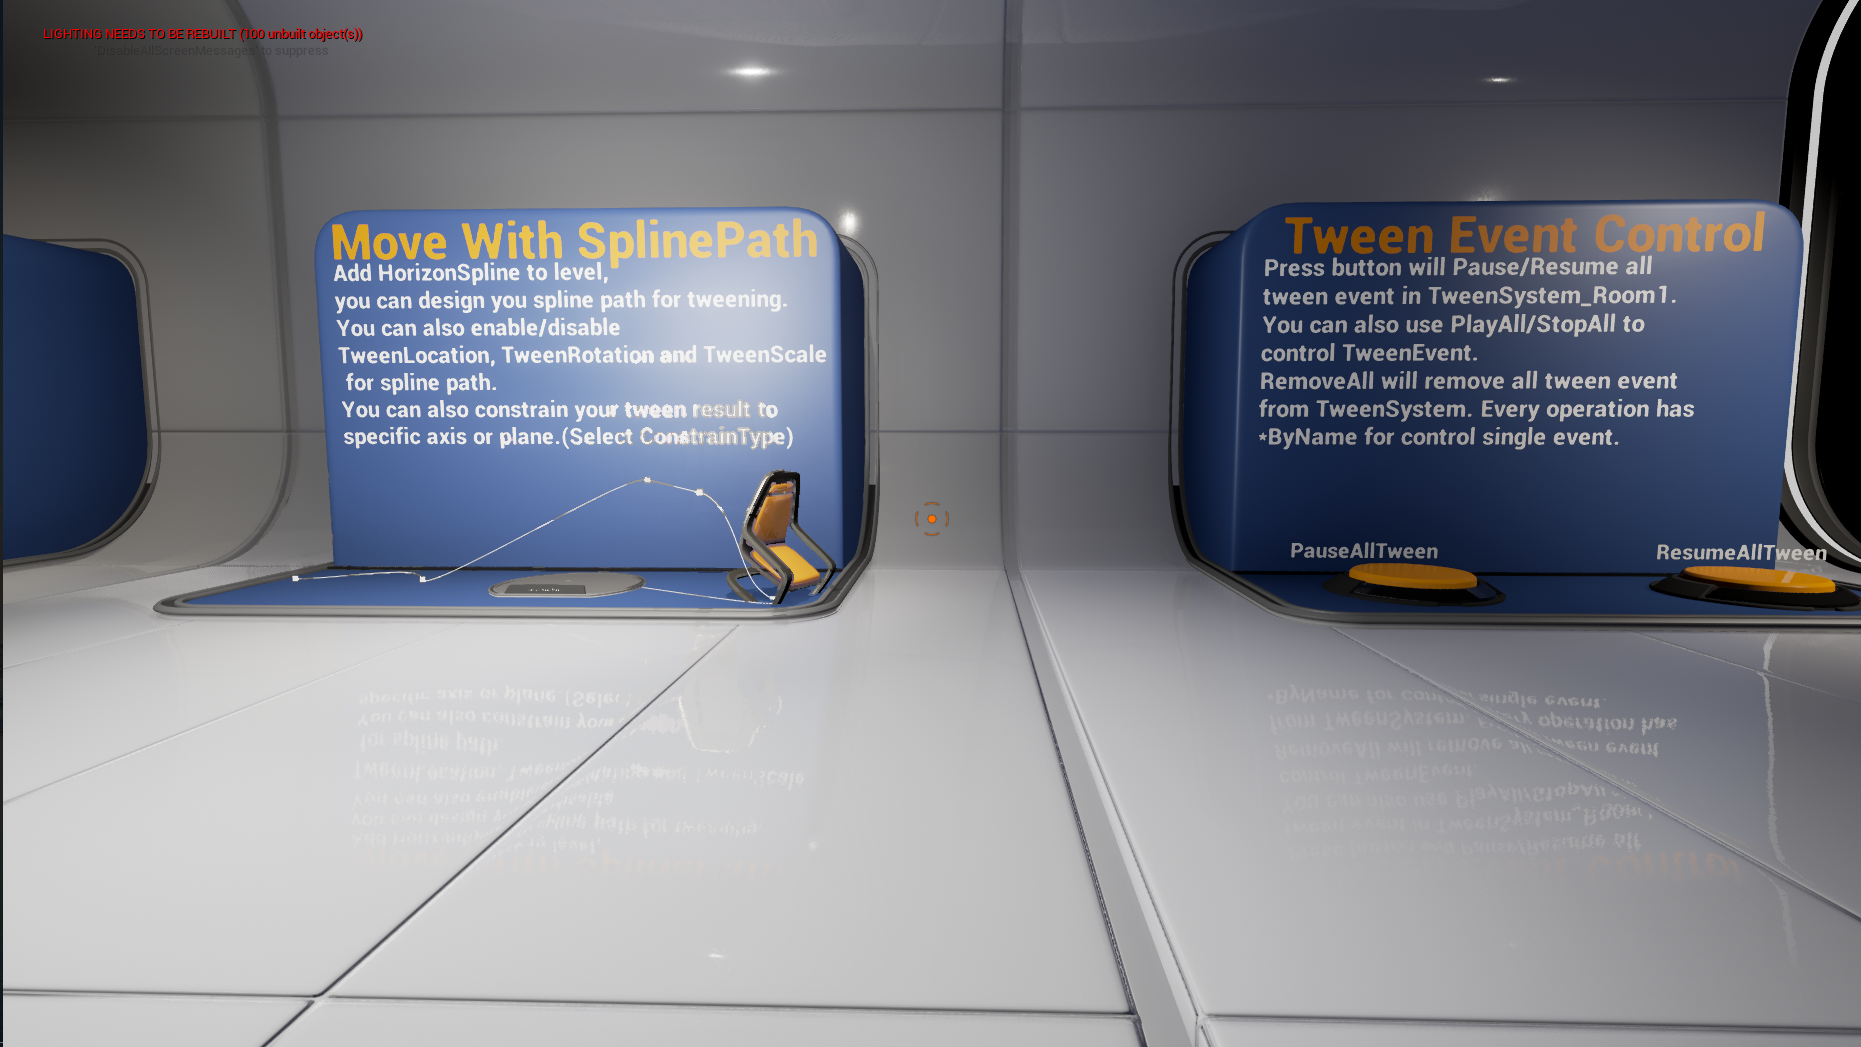 LIGHTING NEEDS TO BE REBUILT (100 unbuilt object(s))
'DisableAllScreenMessages' to suppress
Move With SplinePath
Add HorizonSpline to level,
you can design you spline path for tweening.
You can also enable/disable
TweenLocation, TweenRotation and TweenScale
for spline path.
You can also constrain your tween result to
specific axis or plane.(Select ConstrainType)
Tween Event Control
Press button will Pause/Resume all
tween event in TweenSystem_Room1.
You can also use PlayAll/StopAll to
control TweenEvent.
RemoveAll will remove all tween event
from TweenSystem. Every operation has
*ByName for control single event.
PauseAllTween
ResumeAllTween